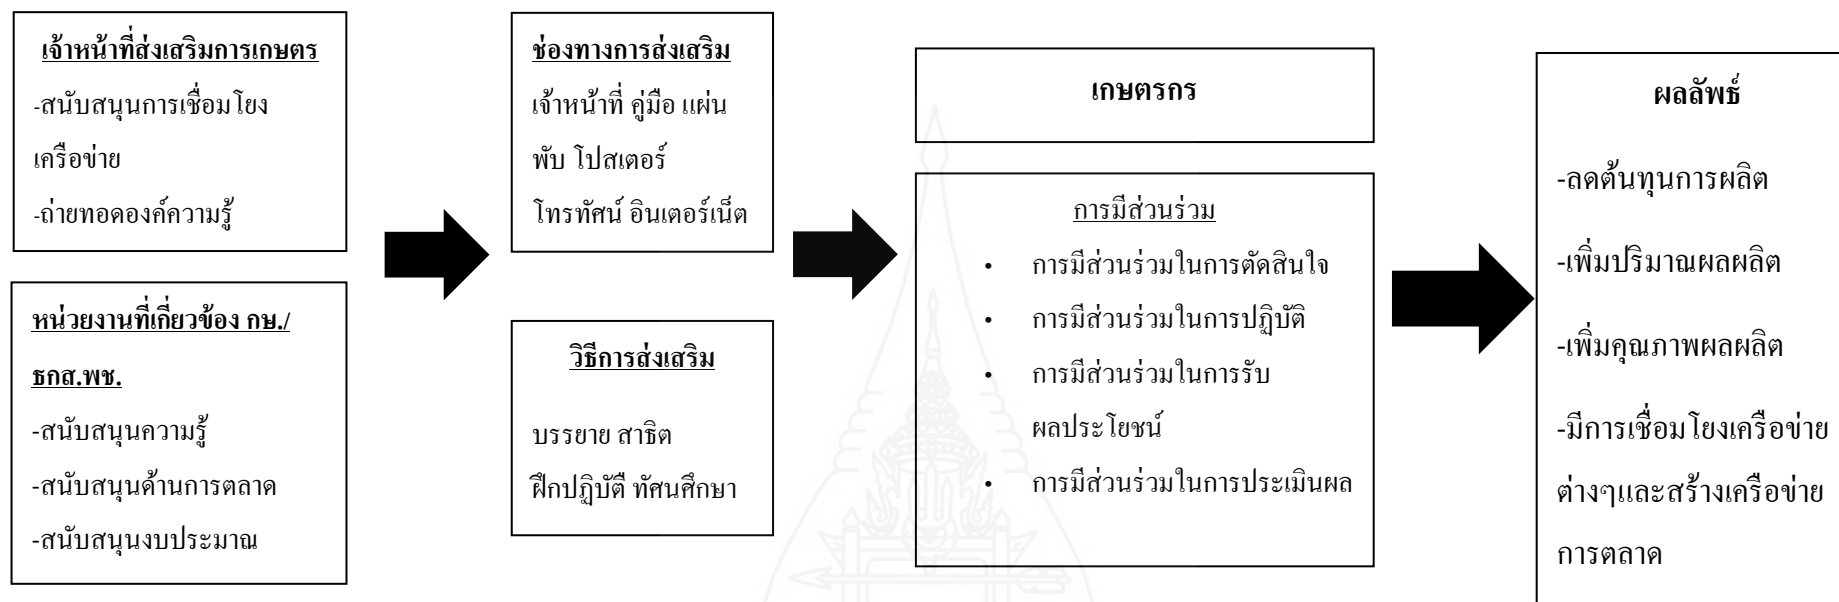 เจ้าหน้าที่ส่งเสริมการเกษตร
-สนับสนุนการเชื่อมโยง
เครือข่าย
-ถ่ายทอดองค์ความรู้
หน่วยงานที่เกี่ยวข้อง กษ./
ธกส.พช.
-สนับสนุนความรู้
-สนับสนุนด้านการตลาด
-สนับสนุนงบประมาณ
ช่องทางการส่งเสริม
เจ้าหน้าที่ คู่มือ แผ่น
พับ โปสเตอร์
โทรทัศน์ อินเตอร์เน็ต
วิธีการส่งเสริม
บรรยาย สาธิต
ฝึกปฏิบัตื ทัศนศึกษา
เกษตรกร
การมีส่วนร่วม
• การมีส่วนร่วมในการตัดสินใจ
• การมีส่วนร่วมในการปฏิบัติ
• การมีส่วนร่วมในการรับ
ผลประโยชน์
• การมีส่วนร่วมในการประเมินผล
ผลลัพธ์
-ลดต้นทุนการผลิต
-เพิ่มปริมาณผลผลิต
-เพิ่มคุณภาพผลผลิต
-มีการเชื่อมโยงเครือข่าย
ต่างๆและสร้างเครือข่าย
การตลาด